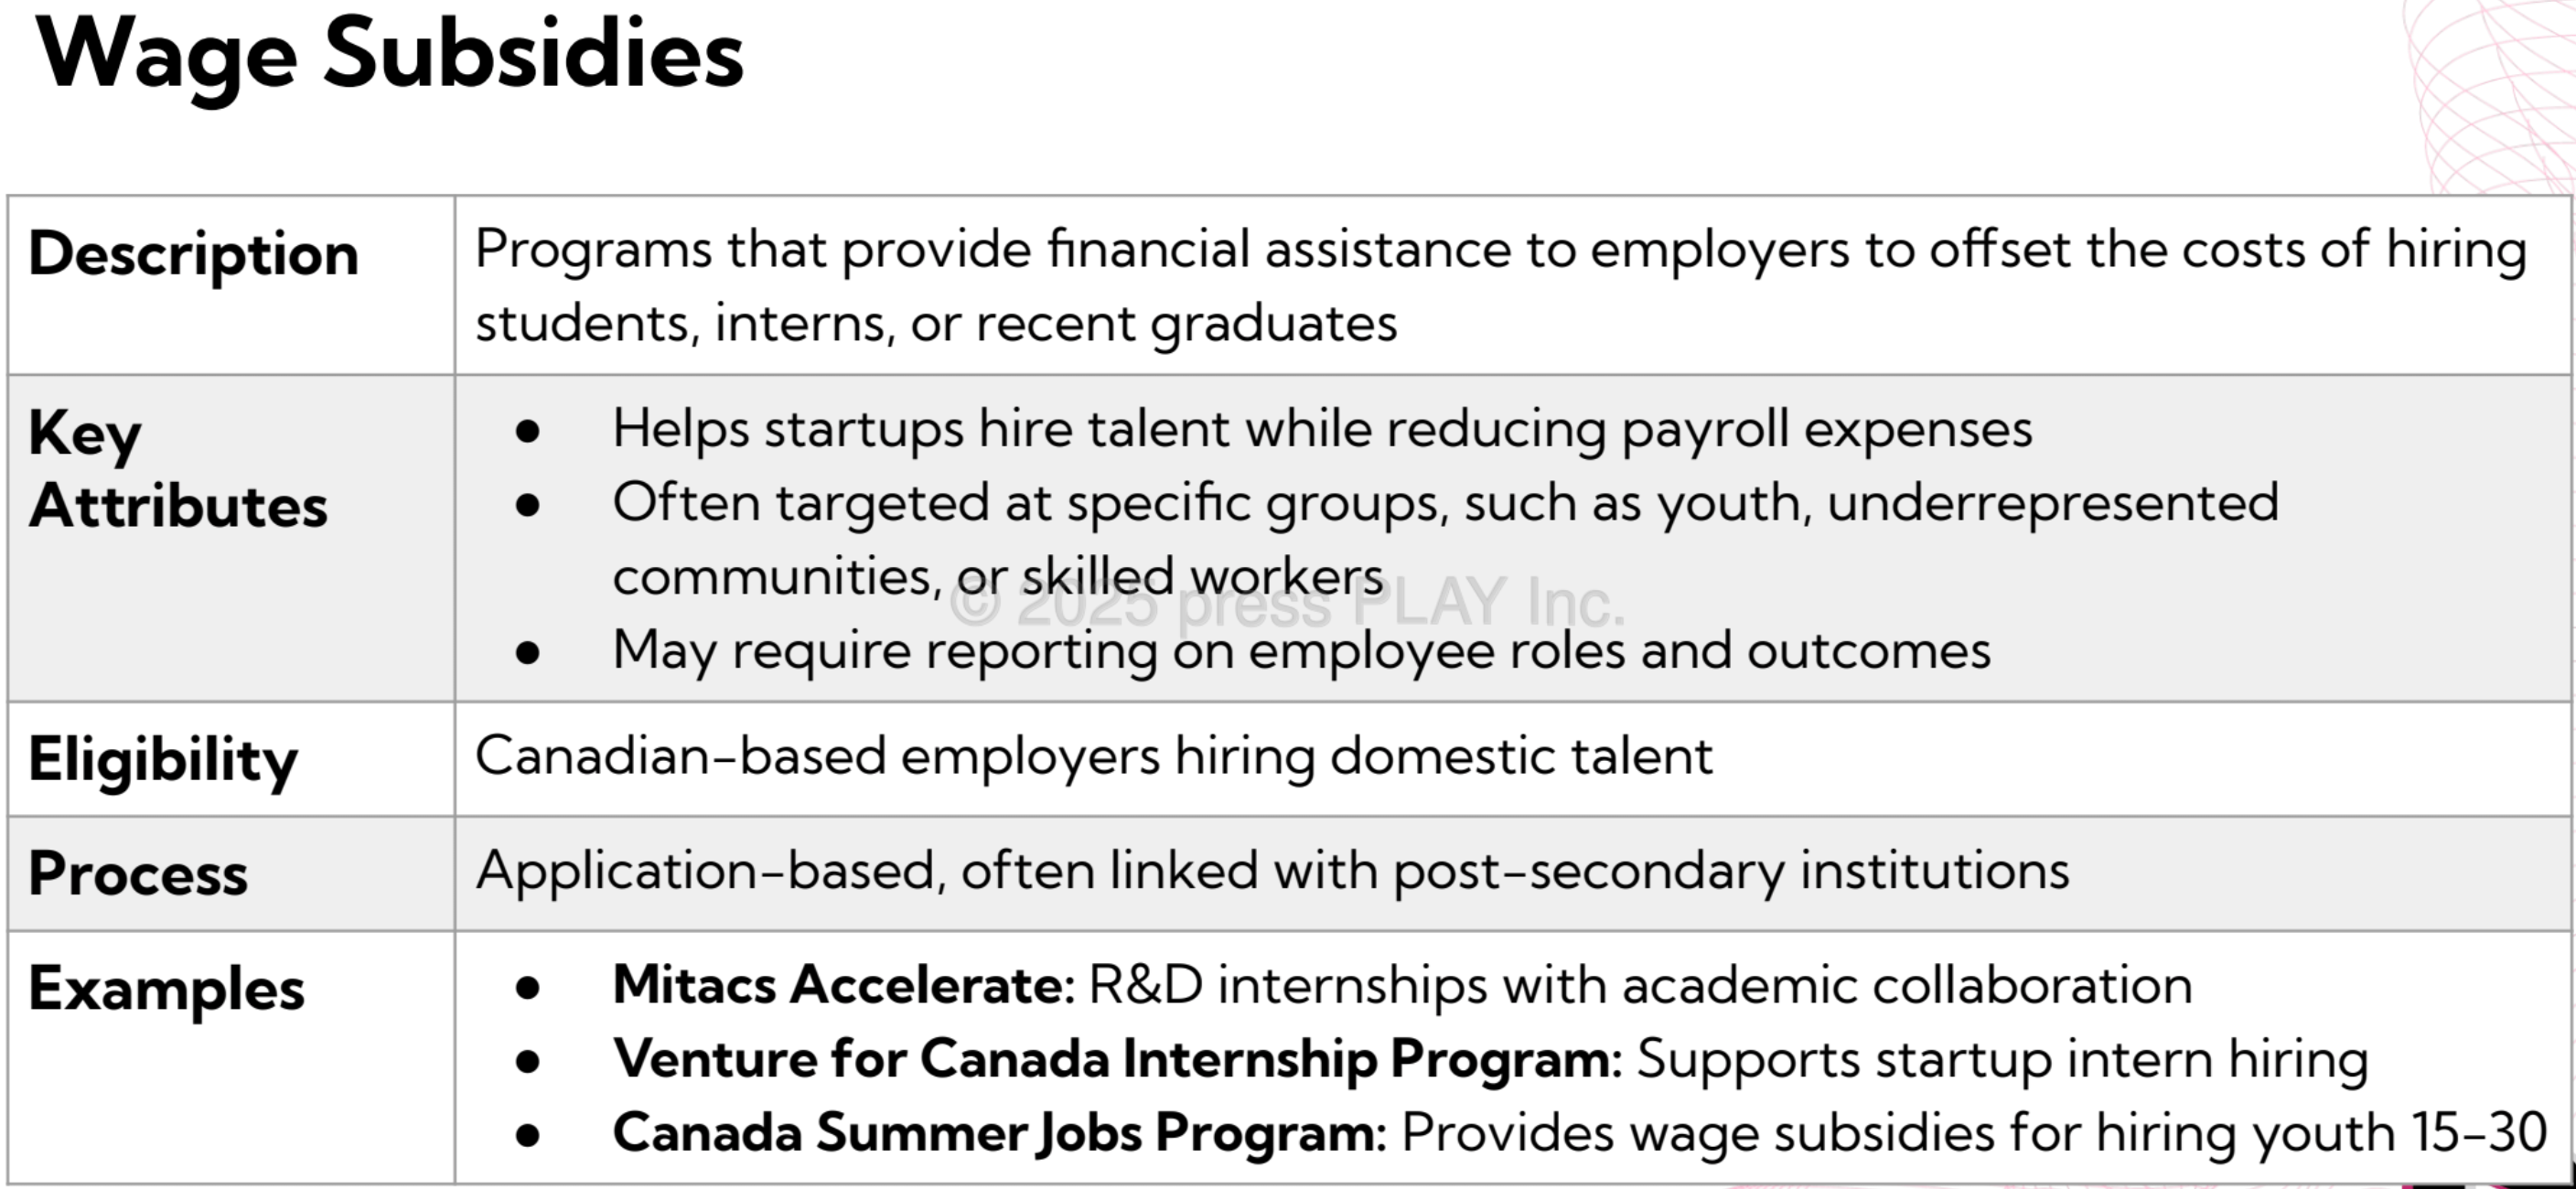 Wage Subsidies
Description
Programs that provide financial assistance to employers to offset the costs of hiring
students, interns, or recent graduates
Key
Attributes
● Helps startups hire talent while reducing payroll expenses
● Often targeted at specific groups, such as youth, underrepresented
communities, or skilled workers
● May require reporting on employee roles and outcomes
© 2025 press PLAY Inc.
Eligibility
Canadian-based employers hiring domestic talent
Process
Application-based, often linked with post-secondary institutions
Examples
● Mitacs Accelerate: R&D internships with academic collaboration
● Venture for Canada Internship Program: Supports startup intern hiring
● Canada Summer Jobs Program: Provides wage subsidies for hiring youth 15-30